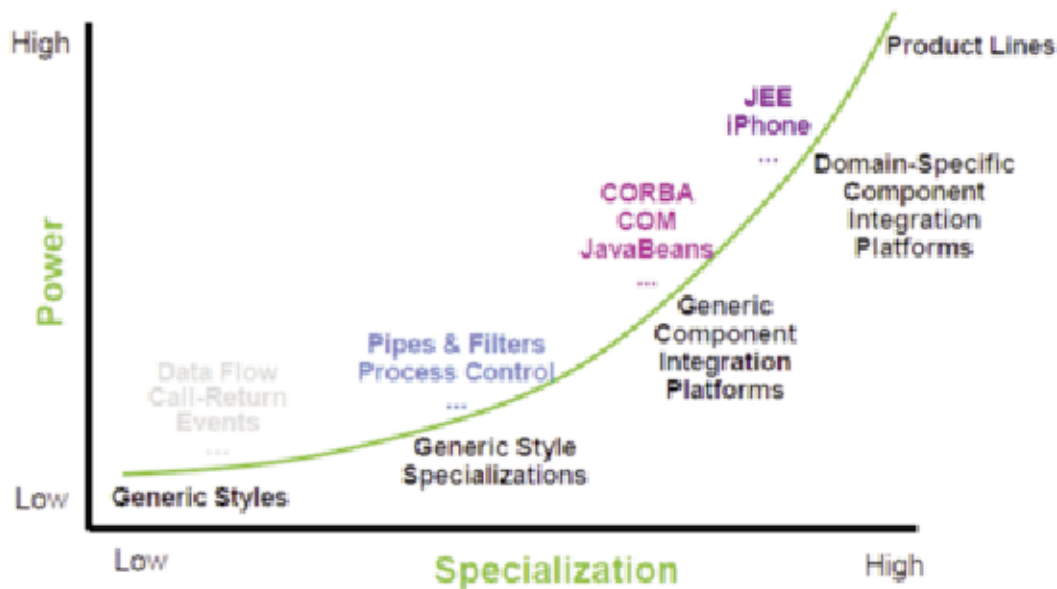 High
Product Lines
JEE
iPhone
...
Domain-Specific
Component
Integration
Platforms
CORBA
COM
JavaBeans
...
Power
Generic
Component
Integration
Platforms
Pipes & Filters
Process Control
...
Data Flow
Call-Return
Events
...
Generic Style
Specializations
Generic Styles
Low
Low
Specialization
High